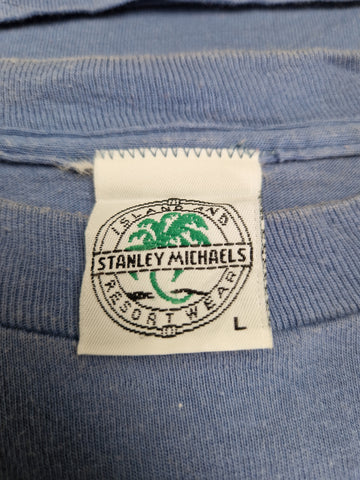 ISLAND AND
STANLEY MICHAELS
RESORT WEAR
L